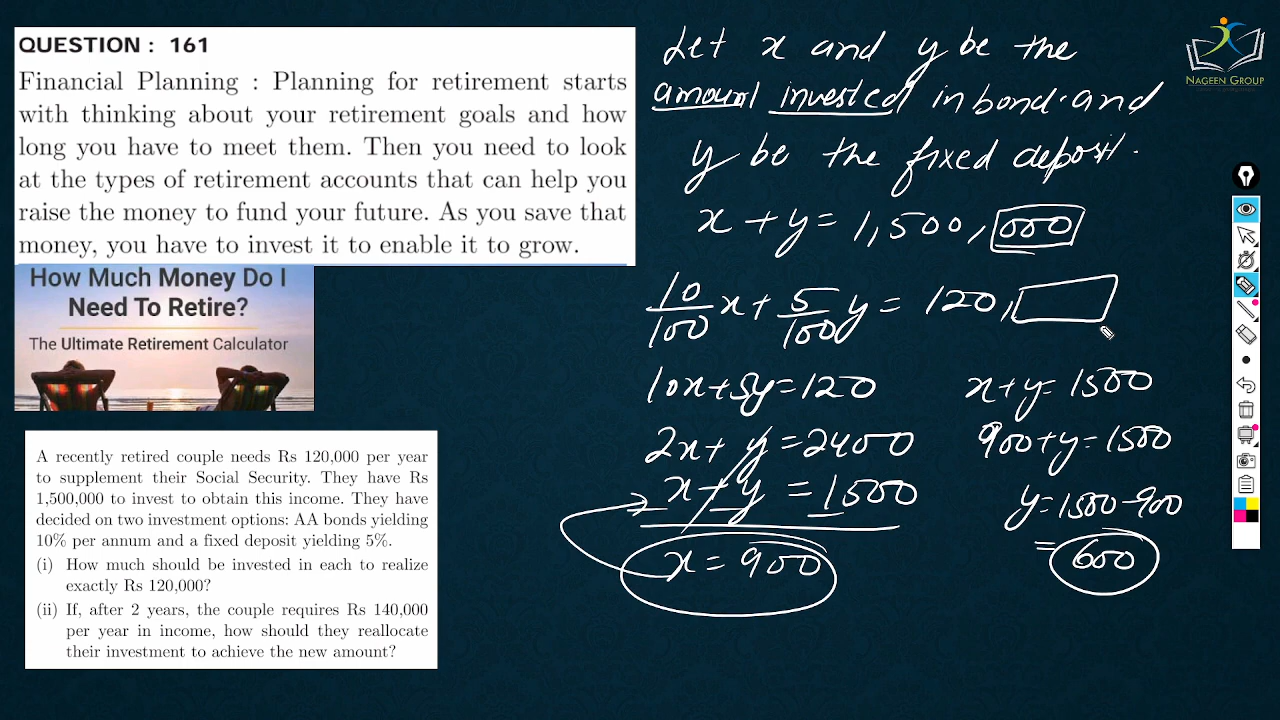 QUESTION : 161
Financial Planning : Planning for retirement starts
with thinking about your retirement goals and how
long you have to meet them. Then you need to look
at the types of retirement accounts that can help you
raise the money to fund your future. As you save that
money, you have to invest it to enable it to grow.
How Much Money Do I
Need To Retire?
The Ultimate Retirement Calculator
A recently retired couple needs Rs 120,000 per year
to supplement their Social Security. They have Rs
1,500,000 to invest to obtain this income. They have
decided on two investment options: AA bonds yielding
10% per annum and a fixed deposit yielding 5%.
(i) How much should be invested in each to realize
exactly Rs 120,000?
(ii) If, after 2 years, the couple requires Rs 140,000
per year in income, how should they reallocate
their investment to achieve the new amount?
Let x and y be the
amount invested in bond. and
y be the fixed deposit.
x + y = 1,500,000
10/100 x + 5/100 y = 120,
10x+5y=120
2x+ y = 2400
x + y = 1500
x = 900
x+y=1500
900+y=1500
y=1500-900
= 600
NAGEEN GROUP